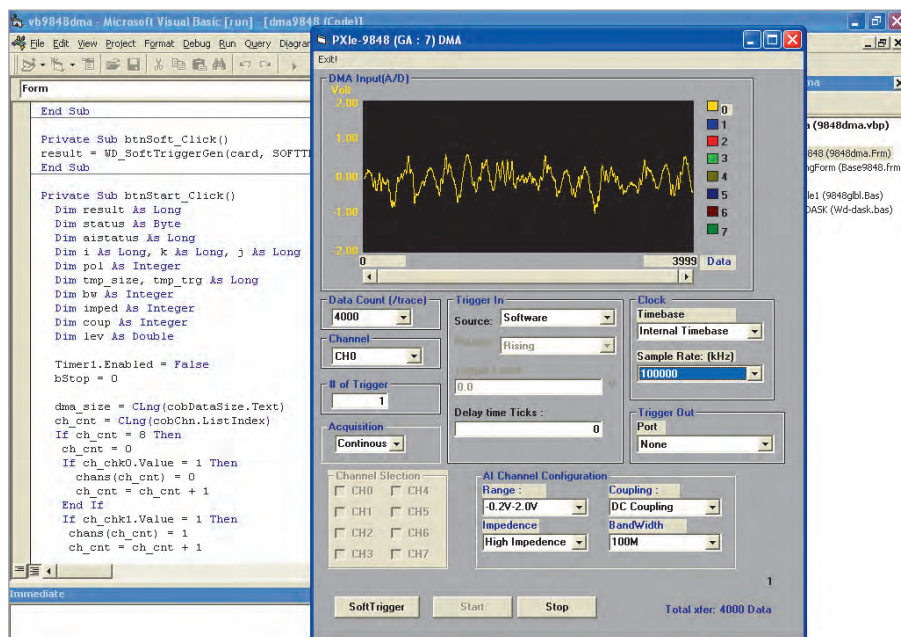 vb9848dma - Microsoft Visual Basic [run] - [dma9848 (Code)]
File Edit View Project Format Debug Run Query Diagram
Form
End Sub
Private Sub btnSoft_Click()
result = WD_SoftTriggerGen(card, SOFTT
End Sub
Private Sub btnStart_Click()
Dim result As Long
Dim status As Byte
Dim aistatus As Long
Dim i As Long, k As Long, j As Long
Dim pol As Integer
Dim tmp_size, tmp_trg As Long
Dim bw As Integer
Dim imped As Integer
Dim coup As Integer
Dim lev As Double
Timer1.Enabled = False
bStop = 0
dma_size = CLng(cobDataSize.Text)
ch_cnt = CLng(cobChn.ListIndex)
If ch_cnt = 8 Then
ch_cnt = 0
If ch_chk0.Value = 1 Then
chans(ch_cnt) = 0
ch_cnt = ch_cnt + 1
End If
If ch_chk1.Value = 1 Then
chans(ch_cnt) = 1
ch_cnt = ch_cnt + 1
Immediate
PXIe-9848 (GA : 7) DMA
Exit!
DMA Input(A/D)
Volt
2.00
1.00
0.00
-1.00
-2.00
0
1
2
3
4
5
6
7
0 3999 Data
Data Count (/trace)
4000
Channel
CH0
# of Trigger
1
Acquisition
Continous
Trigger In
Source: Software
Rising
0.0
Delay time Ticks :
0
Clock
Timebase
Internal Timebase
Sample Rate: (kHz)
100000
Trigger Out
Port
None
Channel Slection
CH0 CH4
CH1 CH5
CH2 CH6
CH3 CH7
AI Channel Configuration
Range : Coupling :
-0.2V-2.0V DC Coupling
Impedence BandWidth
High Impedence 100M
1
SoftTrigger Start Stop Total xfer: 4000 Data
ma
a (9848dma.vbp)
848 (9848dma.Frm)
ngForm (Base9848.frm
le1 (9848glbl.Bas)
DASK (Wd-dask.bas)